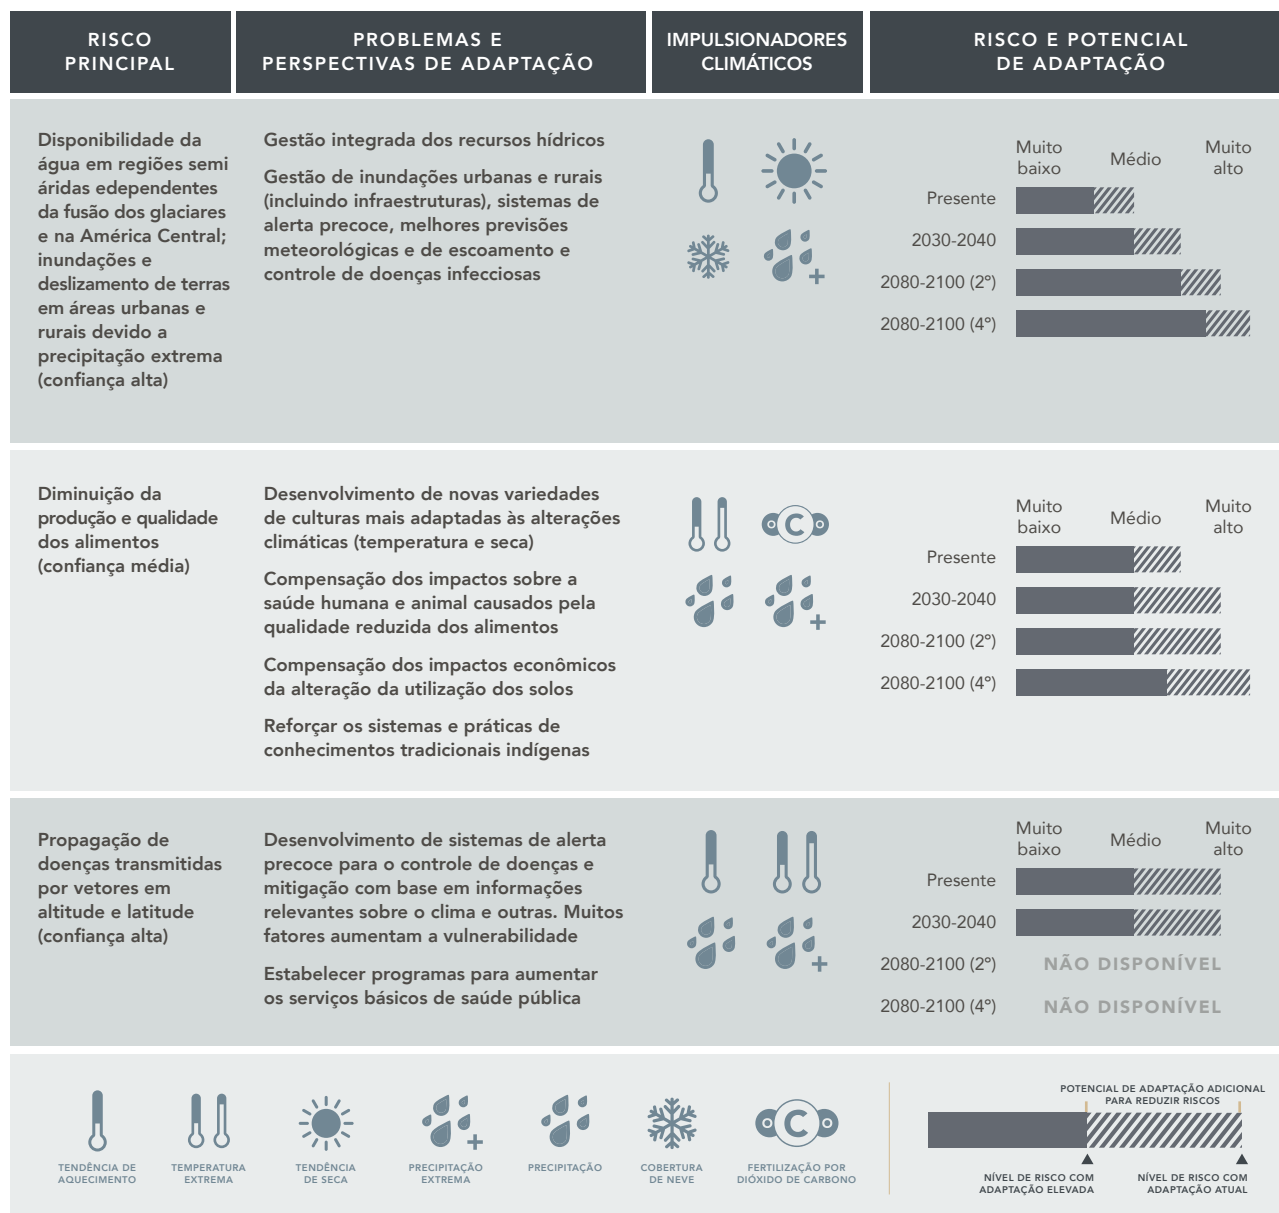 RISCO
PRINCIPAL
PROBLEMAS E
PERSPECTIVAS DE ADAPTAÇÃO
IMPULSIONADORES
CLIMÁTICOS
RISCO E POTENCIAL
DE ADAPTAÇÃO
Disponibilidade da
água em regiões semi
áridas edependentes
da fusão dos glaciares
e na América Central;
inundações e
deslizamento de terras
em áreas urbanas e
rurais devido a
precipitação extrema
(confiança alta)
Gestão integrada dos recursos hídricos
Gestão de inundações urbanas e rurais
(incluindo infraestruturas), sistemas de
alerta precoce, melhores previsões
meteorológicas e de escoamento e
controle de doenças infecciosas
Muito
baixo
Médio
Muito
alto
Presente
2030-2040
2080-2100 (2º)
2080-2100 (4º)
Diminuição da
produção e qualidade
dos alimentos
(confiança média)
Desenvolvimento de novas variedades
de culturas mais adaptadas às alterações
climáticas (temperatura e seca)
Compensação dos impactos sobre a
saúde humana e animal causados pela
qualidade reduzida dos alimentos
Compensação dos impactos econômicos
da alteração da utilização dos solos
Reforçar os sistemas e práticas de
conhecimentos tradicionais indígenas
C
Muito
baixo
Médio
Muito
alto
Presente
2030-2040
2080-2100 (2º)
2080-2100 (4º)
Propagação de
doenças transmitidas
por vetores em
altitude e latitude
(confiança alta)
Desenvolvimento de sistemas de alerta
precoce para o controle de doenças e
mitigação com base em informações
relevantes sobre o clima e outras. Muitos
fatores aumentam a vulnerabilidade
Estabelecer programas para aumentar
os serviços básicos de saúde pública
Muito
baixo
Médio
Muito
alto
Presente
2030-2040
2080-2100 (2º) NÃO DISPONÍVEL
2080-2100 (4º) NÃO DISPONÍVEL
TENDÊNCIA DE
AQUECIMENTO
TEMPERATURA
EXTREMA
TENDÊNCIA
DE SECA
PRECIPITAÇÃO
EXTREMA
PRECIPITAÇÃO
COBERTURA
DE NEVE
C
FERTILIZAÇÃO POR
DIÓXIDO DE CARBONO
POTENCIAL DE ADAPTAÇÃO ADICIONAL
PARA REDUZIR RISCOS
NÍVEL DE RISCO COM
ADAPTAÇÃO ELEVADA
NÍVEL DE RISCO COM
ADAPTAÇÃO ATUAL